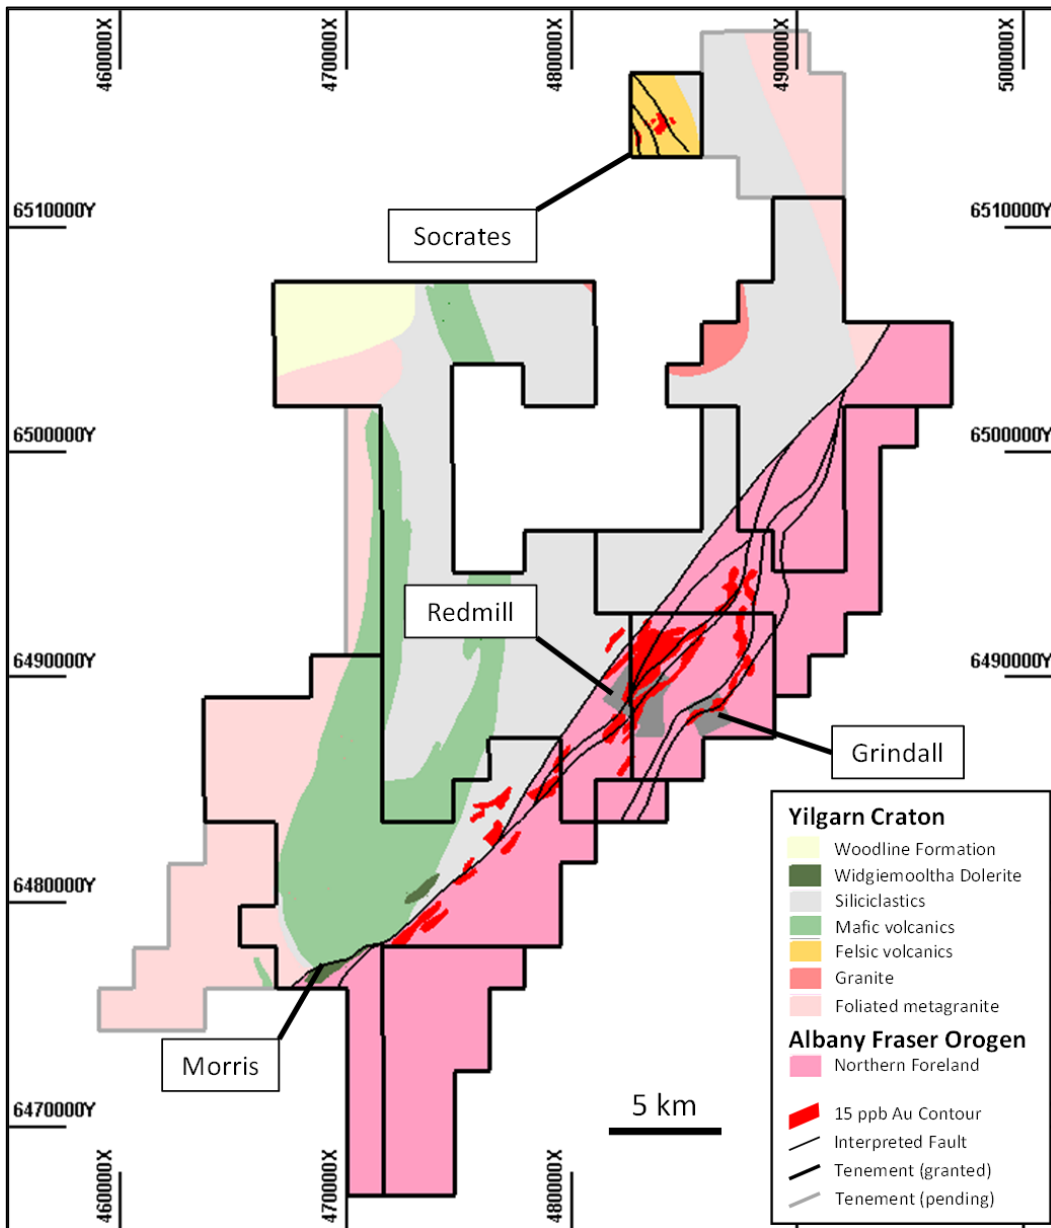 460000X
470000X
480000X
490000X
500000X
6510000Y
6510000Y
Socrates
6500000Y
6500000Y
Redmill
6490000Y
6490000Y
Grindall
6480000Y
Morris
6470000Y
5 km
460000X
470000X
480000X
Yilgarn Craton
Woodline Formation
Widgiemooltha Dolerite
Siliciclastics
Mafic volcanics
Felsic volcanics
Granite
Foliated metagranite
Albany Fraser Orogen
Northern Foreland
15 ppb Au Contour
Interpreted Fault
Tenement (granted)
Tenement (pending)